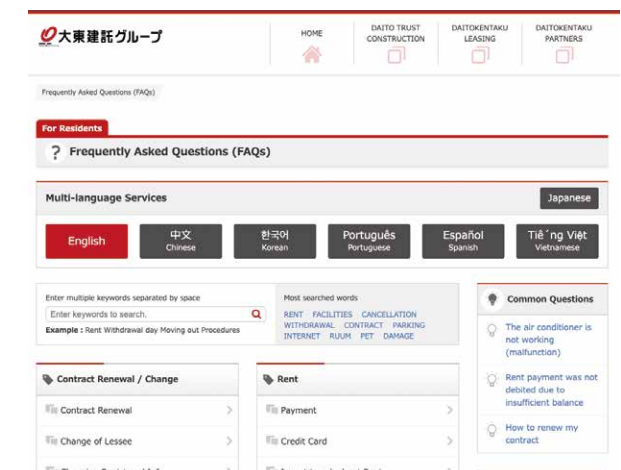 大東建託グループ
HOME
DAITO TRUST
CONSTRUCTION
DAITOKENTAKU
LEASING
DAITOKENTAKU
PARTNERS
Frequently Asked Questions (FAQs)
For Residents
? Frequently Asked Questions (FAQs)
Multi-language Services
Japanese
English
中文
Chinese
한국어
Korean
Português
Portuguese
Español
Spanish
Tiê´ng Việt
Vietnamese
Enter multiple keywords separated by space
Enter keywords to search.
Example : Rent Withdrawal day Moving out Procedures
Most searched words
RENT FACILITIES CANCELLATION
WITHDRAWAL CONTRACT PARKING
INTERNET RUUM PET DAMAGE
Common Questions
The air conditioner is
not working
(malfunction)
Rent payment was not
debited due to
insufficient balance
How to renew my
contract
Contract Renewal / Change
Contract Renewal
Change of Lessee
Rent
Payment
Credit Card